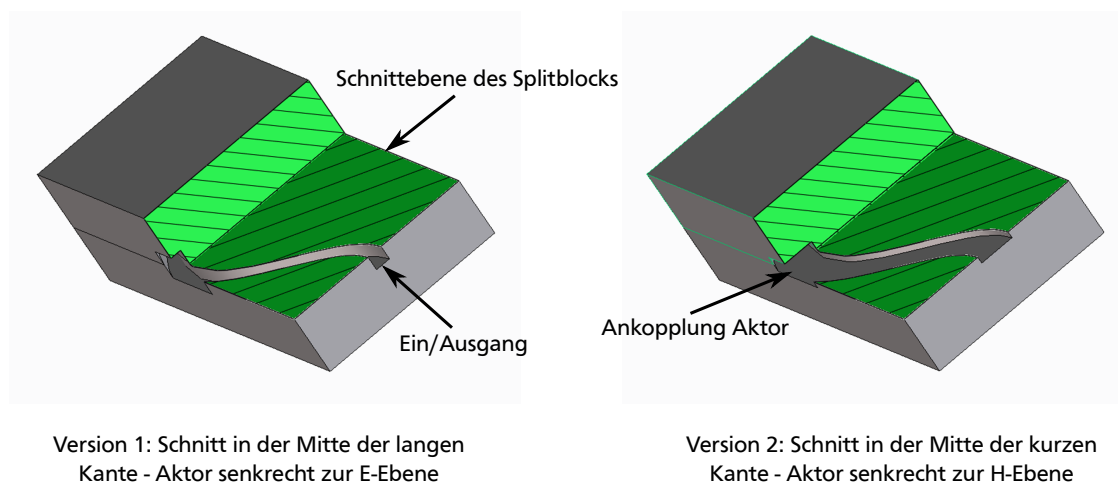 Schnittebene des Splitblocks
Ein/Ausgang
Ankopplung Aktor
Version 1: Schnitt in der Mitte der langen
Kante - Aktor senkrecht zur E-Ebene
Version 2: Schnitt in der Mitte der kurzen
Kante - Aktor senkrecht zur H-Ebene